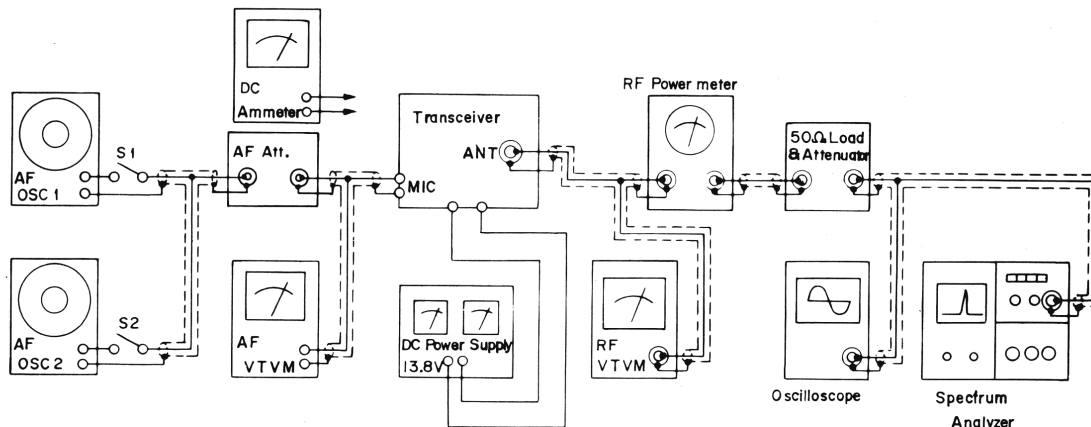 AF
OSC 1
S1
DC
Ammeter
AF Att.
Transceiver
ANT
MIC
RF Power meter
50Ω Load
& Attenuator
AF
OSC 2
S2
AF
VTVM
DC Power Supply
13.8V
RF
VTVM
Oscilloscope
Spectrum
Analyzer